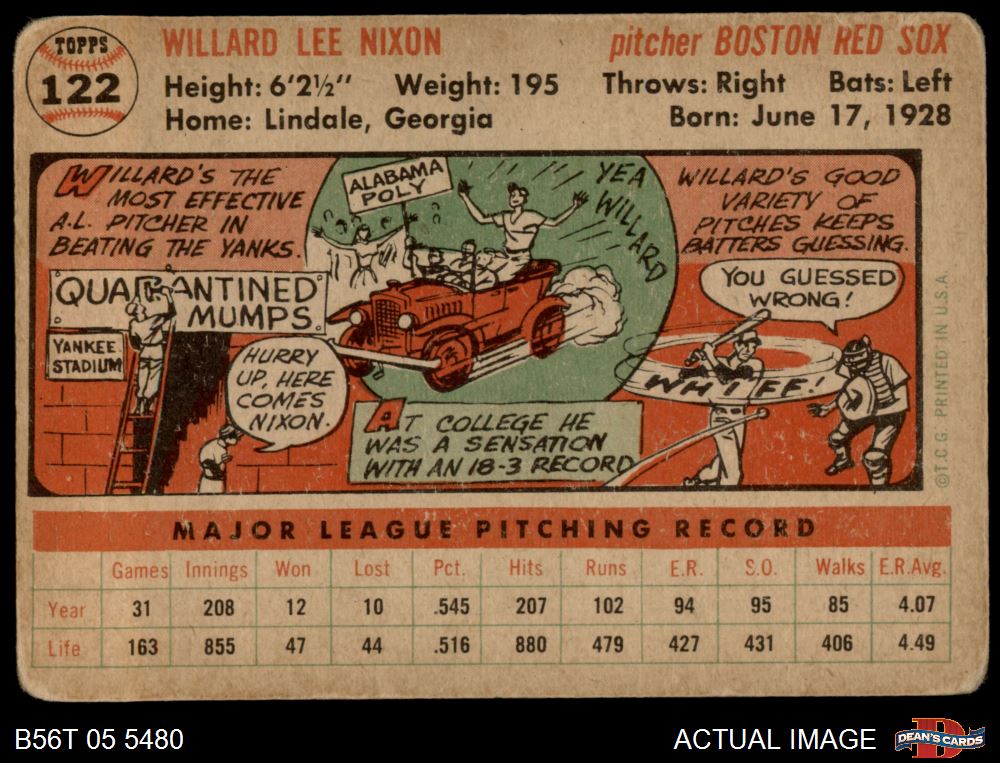 TOPPS
122
WILLARD LEE NIXON
pitcher BOSTON RED SOX
Height: 6'2½" Weight: 195 Throws: Right Bats: Left
Home: Lindale, Georgia Born: June 17, 1928
WILLARD'S THE
MOST EFFECTIVE
A.L. PITCHER IN
BEATING THE YANKS.
QUARANTINED
MUMPS.
YANKEE
STADIUM
HURRY
UP, HERE
COMES
NIXON.
ALABAMA
POLY
YEA
WILLARD
AT COLLEGE HE
WAS A SENSATION
WITH AN 18-3 RECORD
WILLARD'S GOOD
VARIETY OF
PITCHES KEEPS
BATTERS GUESSING.
YOU GUESSED
WRONG!
WHIFF!
©T.C.G. PRINTED IN U.S.A.
MAJOR LEAGUE PITCHING RECORD
Games Innings Won Lost Pct. Hits Runs E.R. S.O. Walks E.R.Avg.
Year 31 208 12 10 .545 207 102 94 95 85 4.07
Life 163 855 47 44 .516 880 479 427 431 406 4.49
B56T 05 5480
ACTUAL IMAGE
DEAN'S CARDS